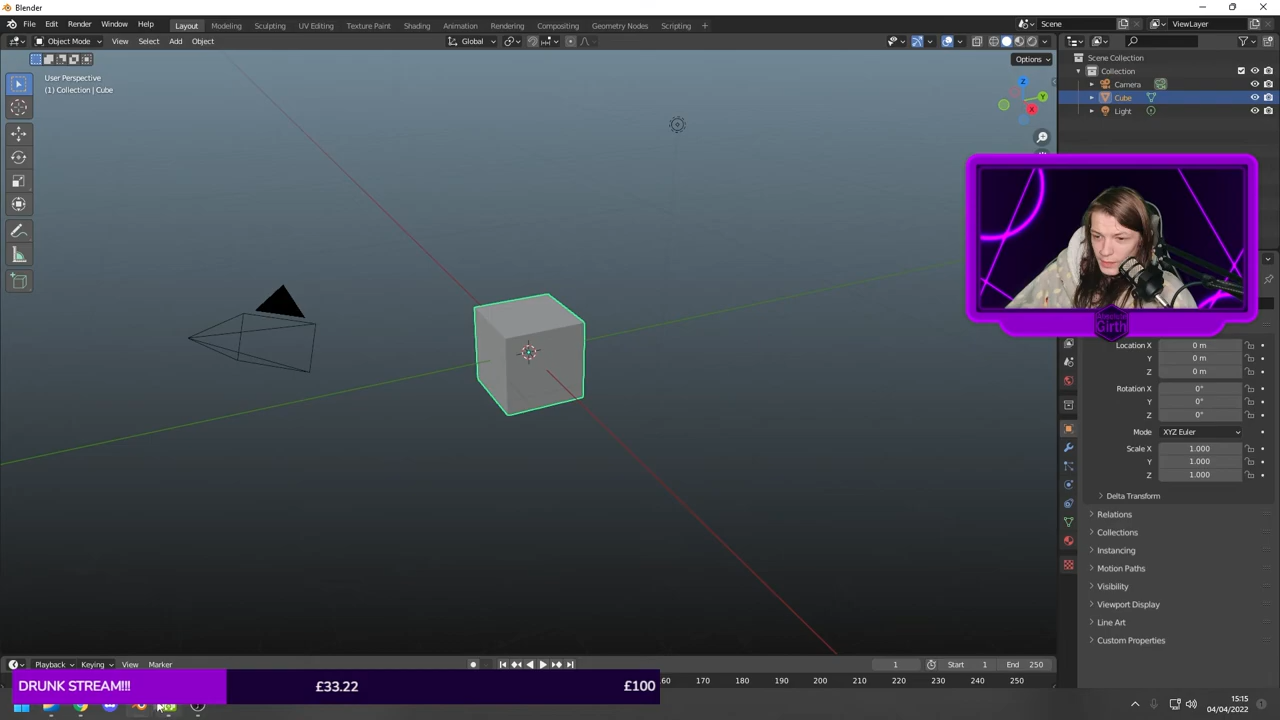 Blender
File Edit Render Window Help Layout Modeling Sculpting UV Editing Texture Paint Shading Animation Rendering Compositing Geometry Nodes Scripting + Scene ViewLayer
Object Mode View Select Add Object Global
Options
User Perspective
(1) Collection | Cube
Z
Y
X
Scene Collection
Collection
Camera
Cube
Light
Girth
Location X 0 m
Y 0 m
Z 0 m
Rotation X 0°
Y 0°
Z 0°
Mode XYZ Euler
Scale X 1.000
Y 1.000
Z 1.000
Delta Transform
Relations
Collections
Instancing
Motion Paths
Visibility
Viewport Display
Line Art
Custom Properties
Playback Keying View Marker 1 Start 1 End 250
160 170 180 190 200 210 220 230 240 250
DRUNK STREAM!!! £33.22 £100
15:15
04/04/2022